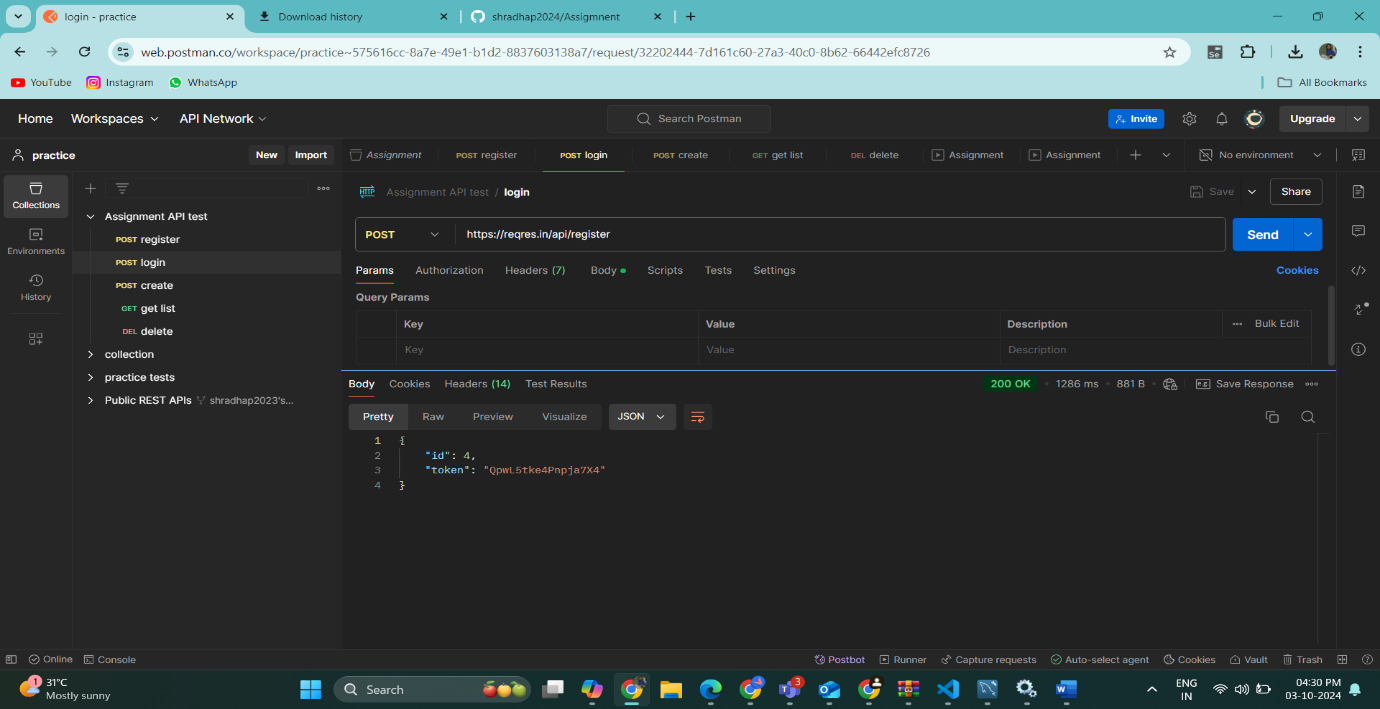 login - practice
Download history
shradhap2024/Assigmnent
web.postman.co/workspace/practice~575616cc-8a7e-49e1-b1d2-8837603138a7/request/32202444-7d161c60-27a3-40c0-8b62-66442efc8726
Se
YouTube
Instagram
WhatsApp
All Bookmarks
Home
Workspaces
API Network
Search Postman
Invite
Upgrade
practice
New
Import
Assignment
POST register
POST login
POST create
GET get list
DEL delete
Assignment
Assignment
No environment
Collections
Environments
History
Assignment API test
POST register
POST login
POST create
GET get list
DEL delete
collection
practice tests
Public REST APIs shradhap2023's...
HTTP Assignment API test / login
Save
Share
POST
https://reqres.in/api/register
Send
Params
Authorization
Headers (7)
Body
Scripts
Tests
Settings
Cookies
Query Params
Key Value Description Bulk Edit
Key Value Description
Body
Cookies
Headers (14)
Test Results
200 OK
1286 ms
881 B
e.g. Save Response
Pretty
Raw
Preview
Visualize
JSON
1 {
2 "id": 4,
3 "token": "QpwL5tke4Pnpja7X4"
4 }
Online
Console
Postbot
Runner
Capture requests
Auto-select agent
Cookies
Vault
Trash
1
31°C
Mostly sunny
Search
3
ENG
IN
04:30 PM
03-10-2024